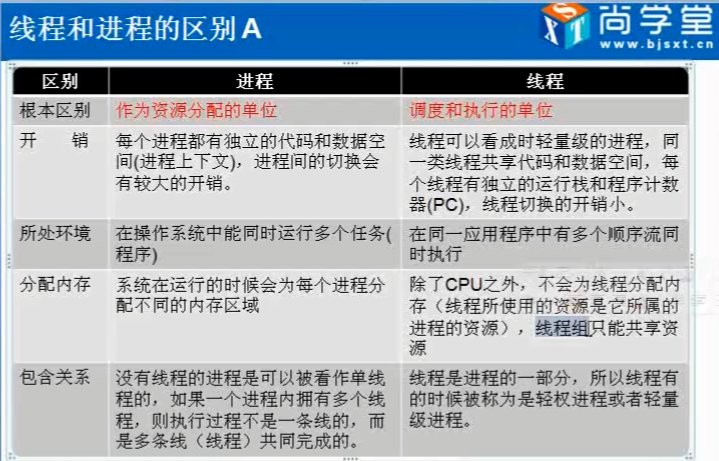 线程和进程的区别A
尚学堂
www.bjsxt.cn
区别 进程 线程
根本区别 作为资源分配的单位 调度和执行的单位
开 销 每个进程都有独立的代码和数据空
间(进程上下文)，进程间的切换会
有较大的开销。
线程可以看成时轻量级的进程，同
一类线程共享代码和数据空间，每
个线程有独立的运行栈和程序计数
器(PC)，线程切换的开销小。
所处环境 在操作系统中能同时运行多个任务(
程序)
在同一应用程序中有多个顺序流同
时执行
分配内存 系统在运行的时候会为每个进程分
配不同的内存区域
除了CPU之外，不会为线程分配内
存（线程所使用的资源是它所属的
进程的资源），线程组只能共享资
源
包含关系 没有线程的进程是可以被看作单线
程的，如果一个进程内拥有多个线
程，则执行过程不是一条线的，而
是多条线（线程）共同完成的。
线程是进程的一部分，所以线程有
的时候被称为是轻权进程或者轻量
级进程。